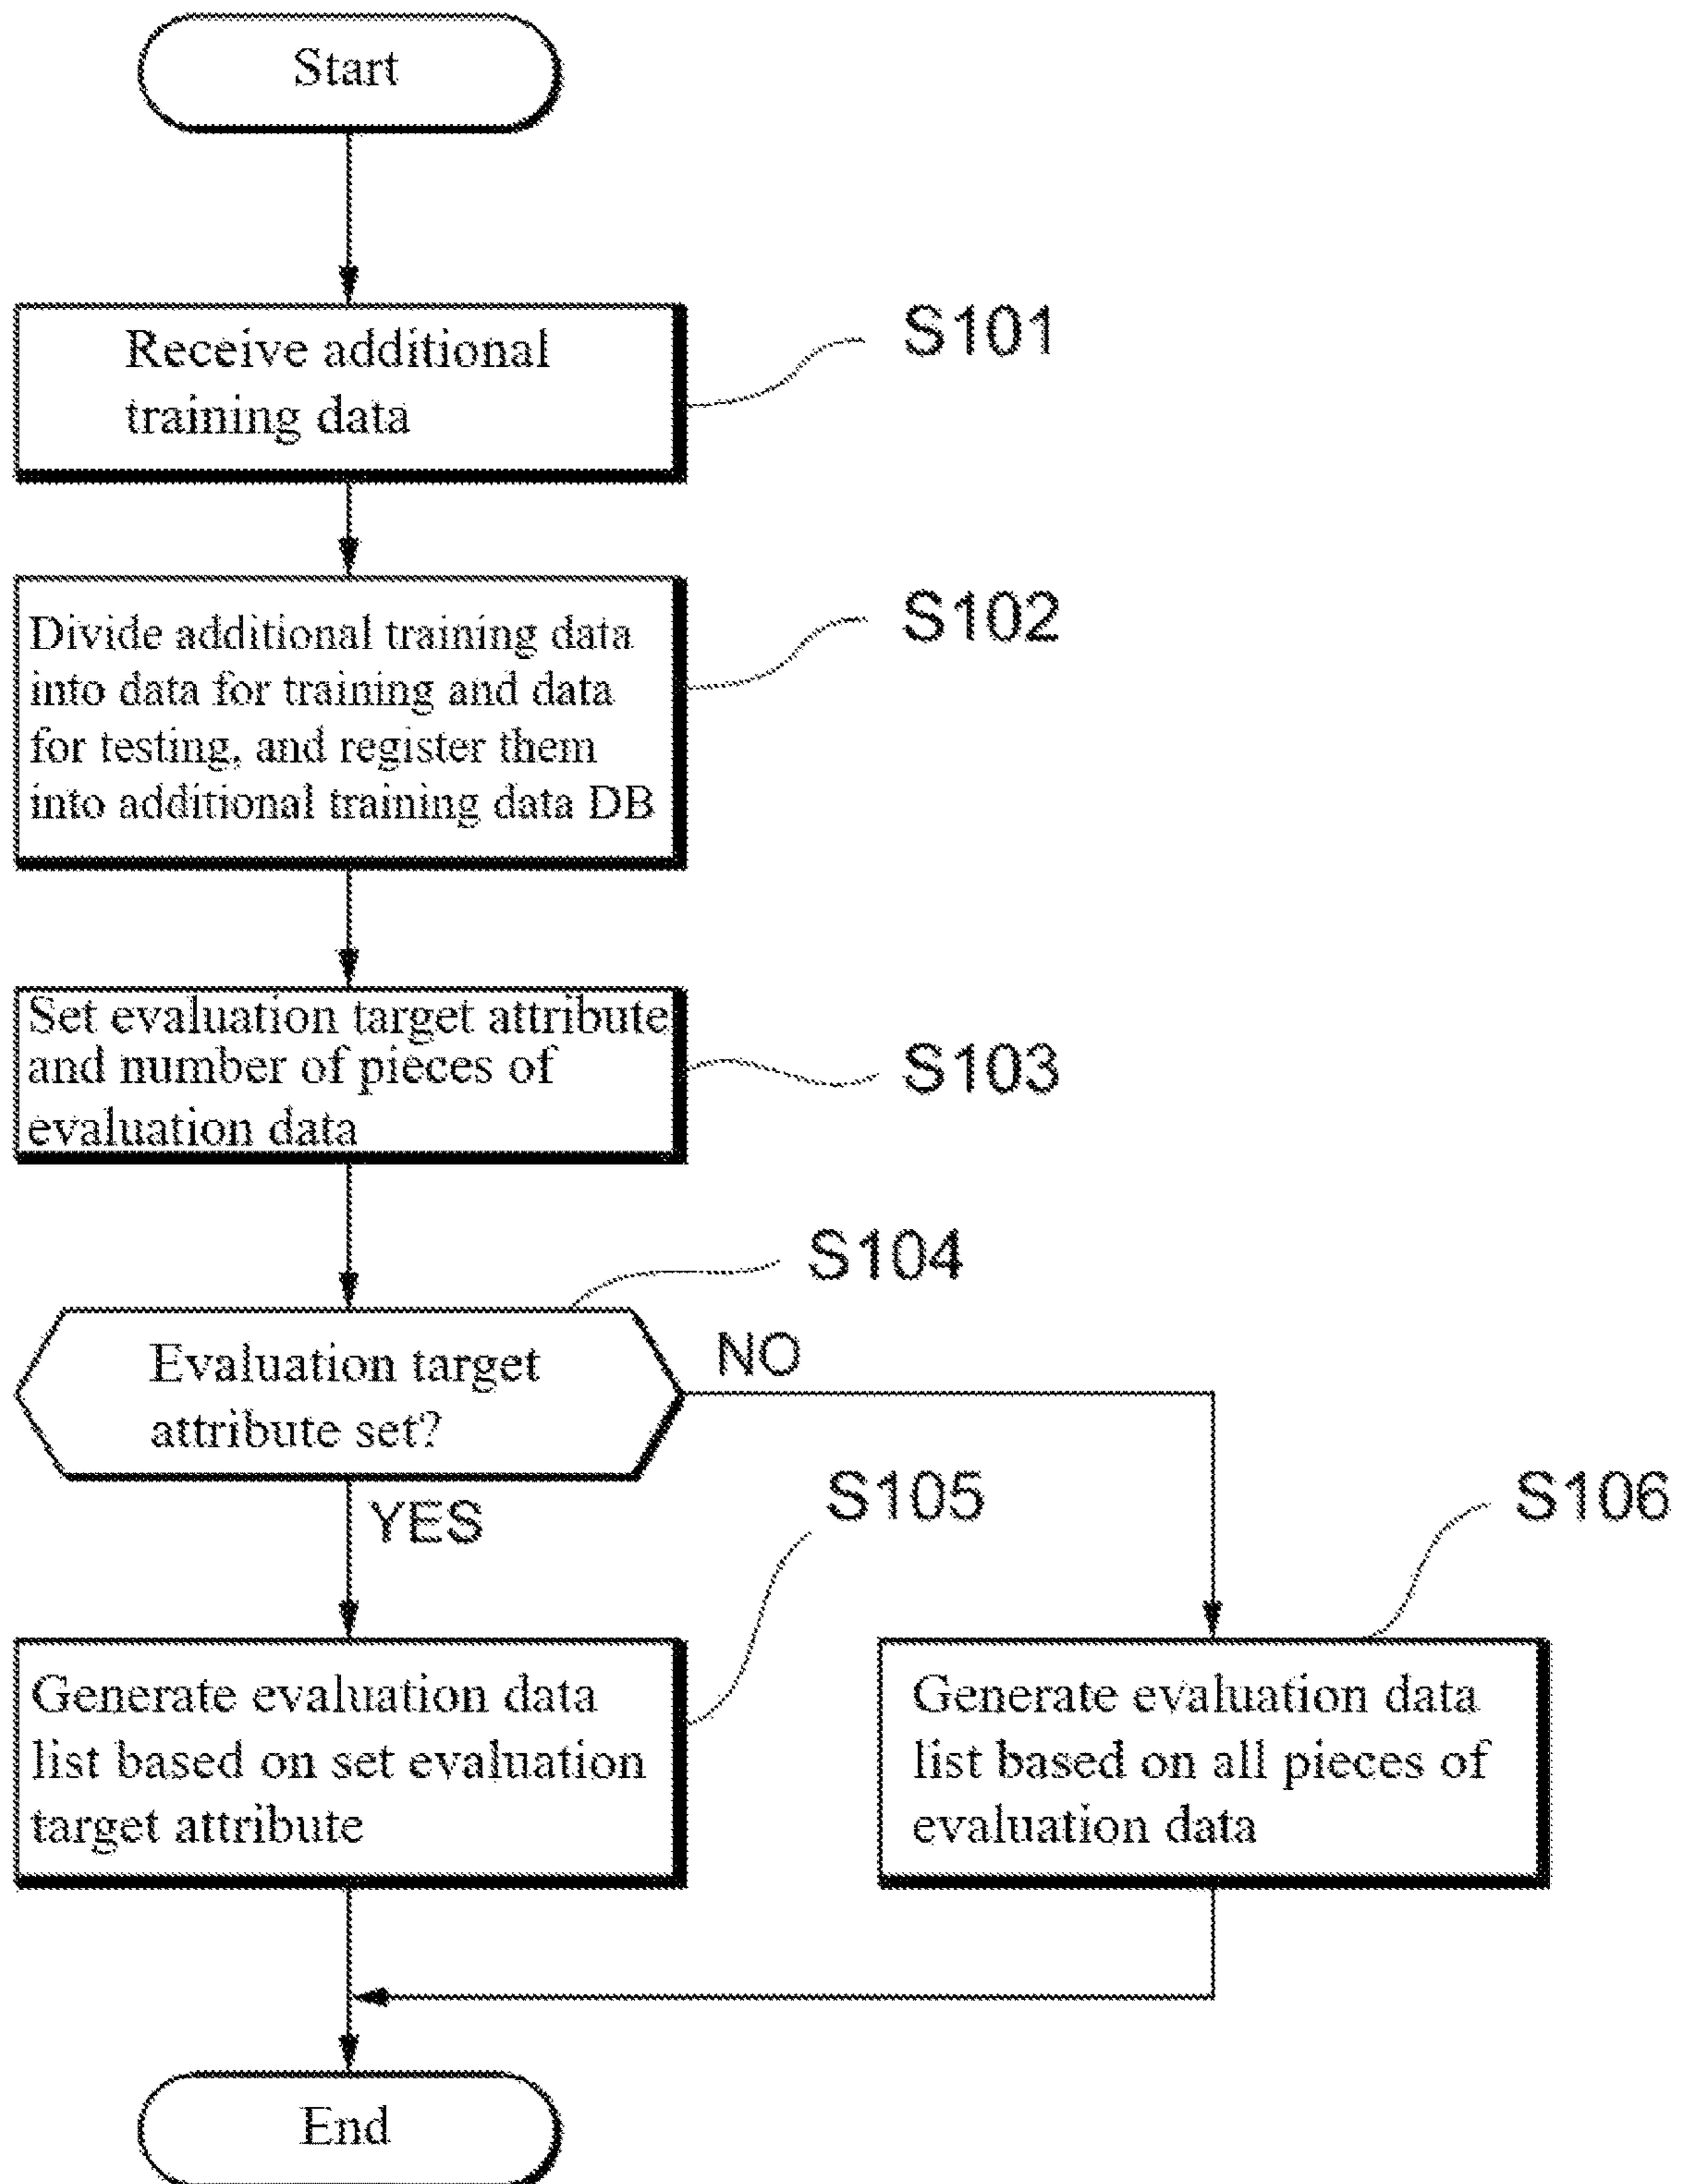 Start
Receive additional
training data
S101
Divide additional training data
into data for training and data
for testing, and register them
into additional training data DB
S102
Set evaluation target attribute
and number of pieces of
evaluation data
S103
S104
Evaluation target
attribute set?
NO
YES
S105
Generate evaluation data
list based on set evaluation
target attribute
S106
Generate evaluation data
list based on all pieces of
evaluation data
End